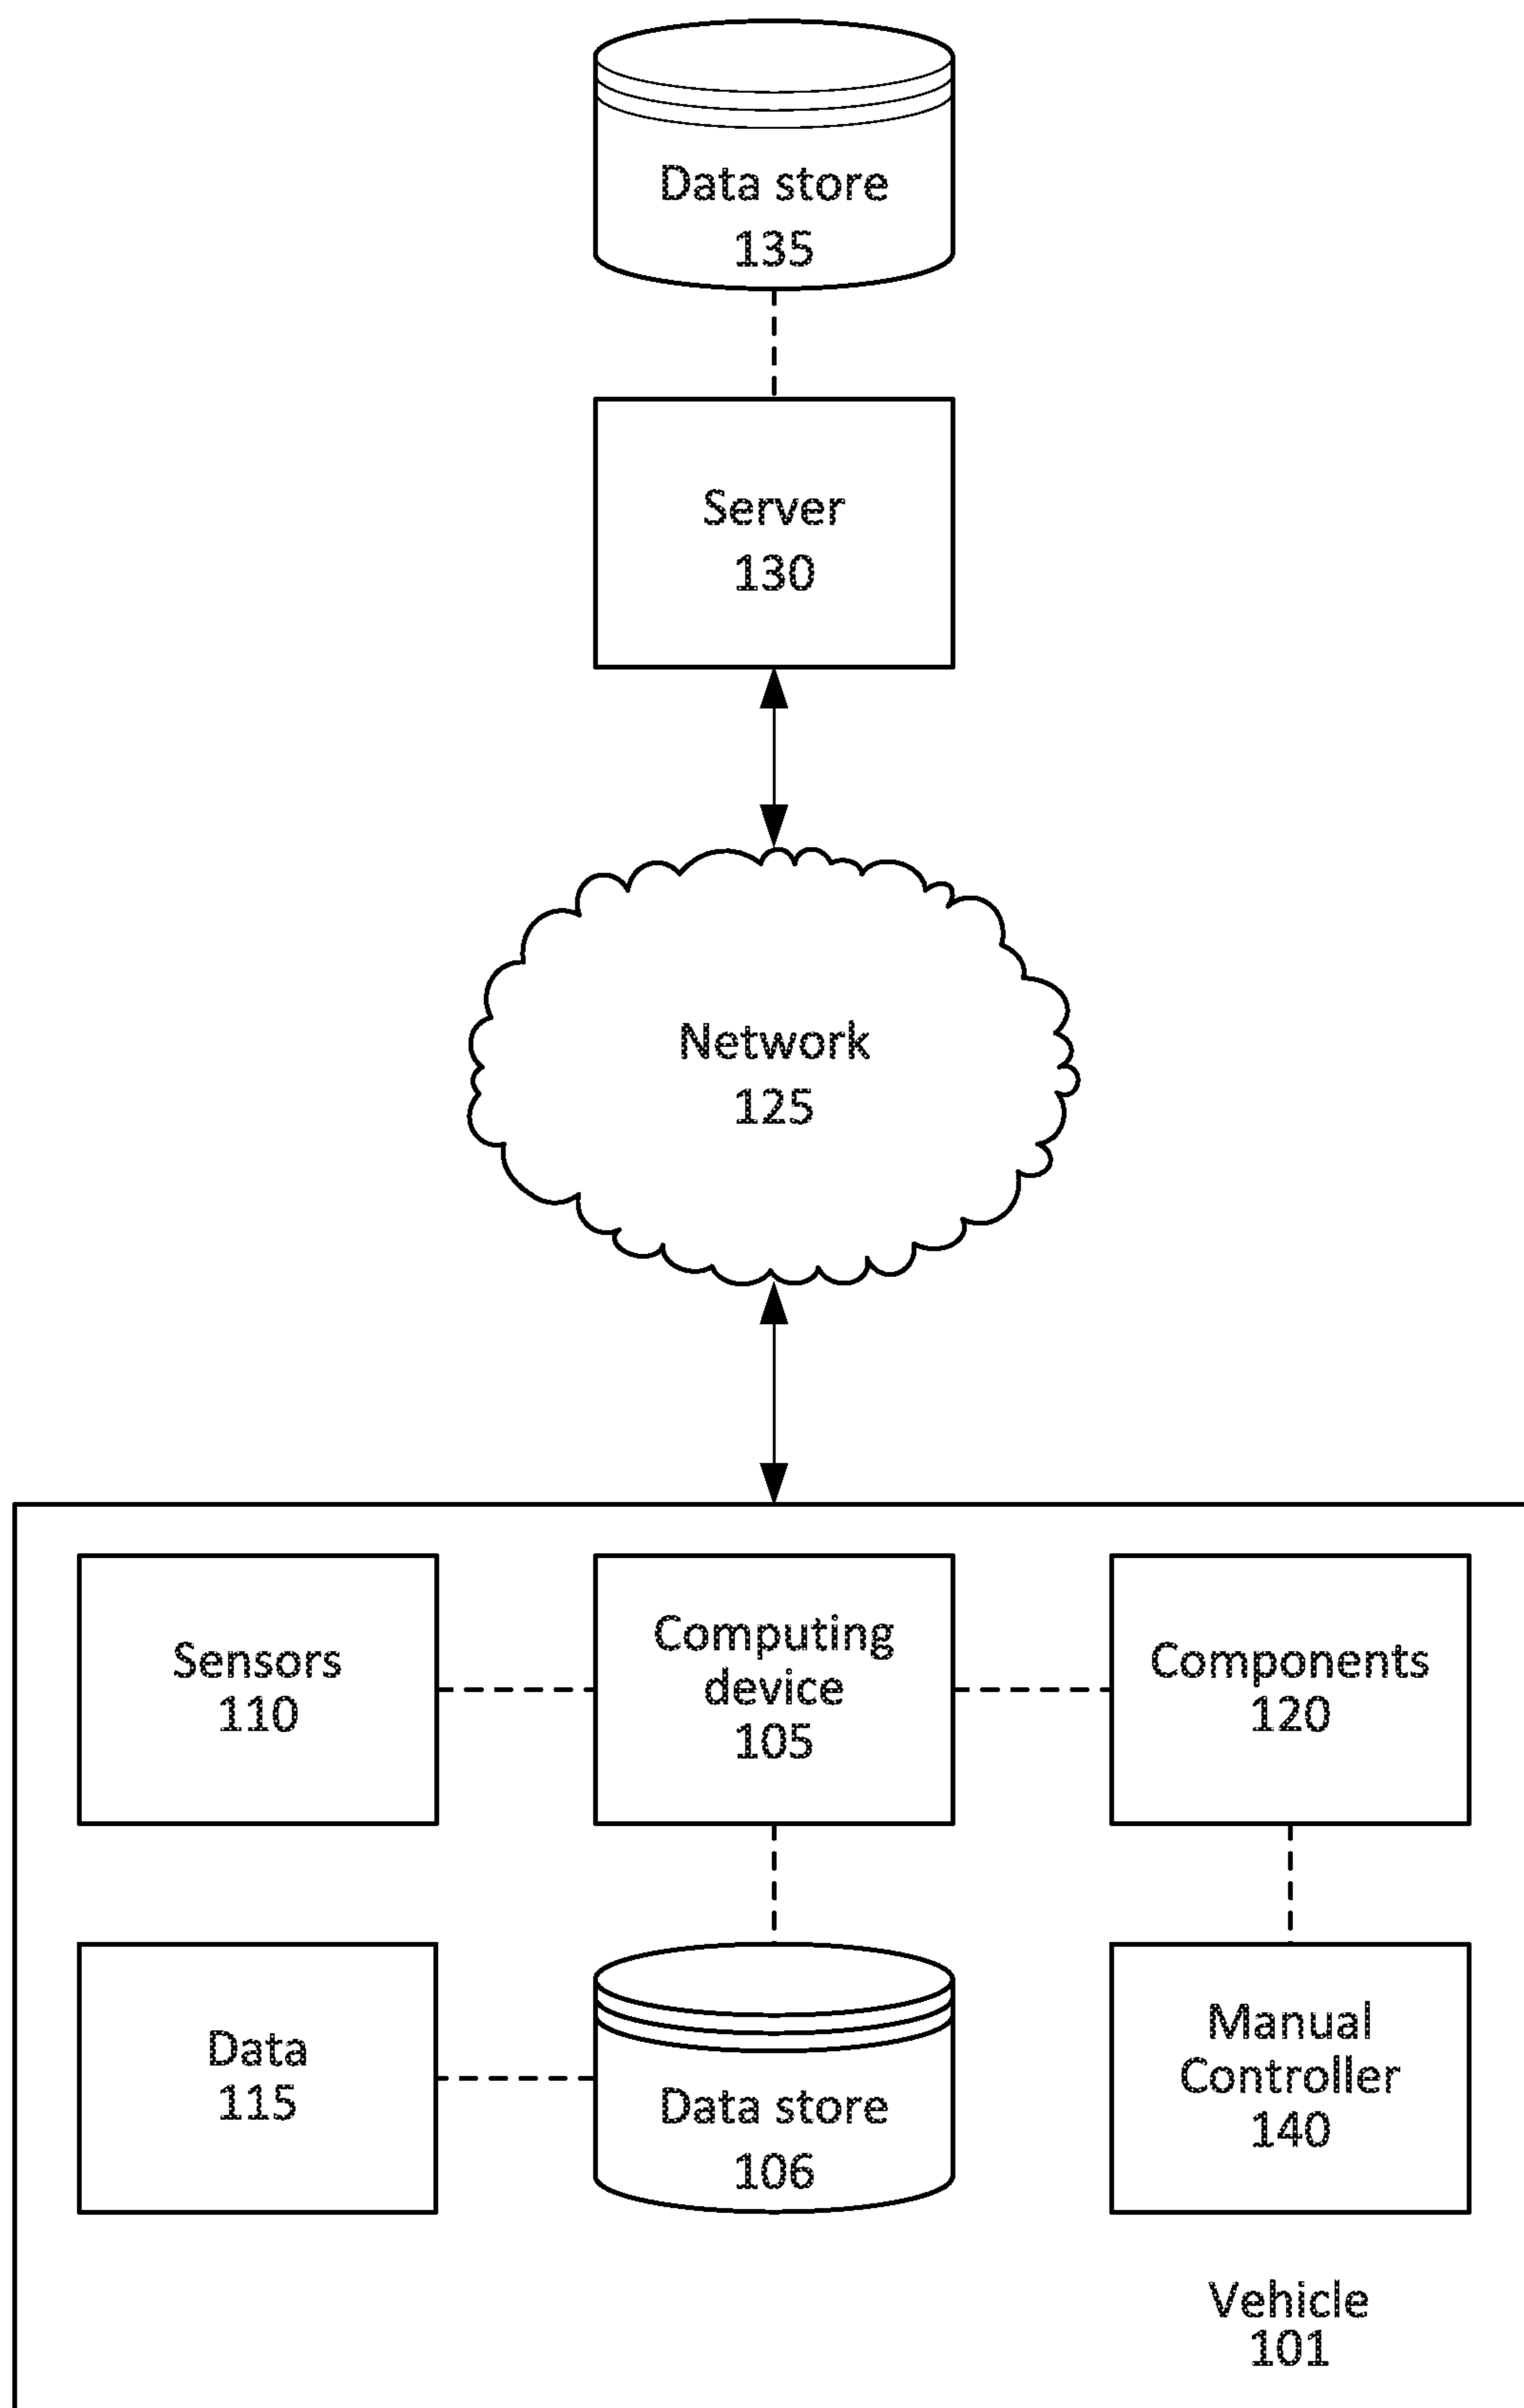 Data store
135
Server
130
Network
125
Sensors
110
Computing
device
105
Components
120
Data
115
Data store
106
Manual
Controller
140
Vehicle
101